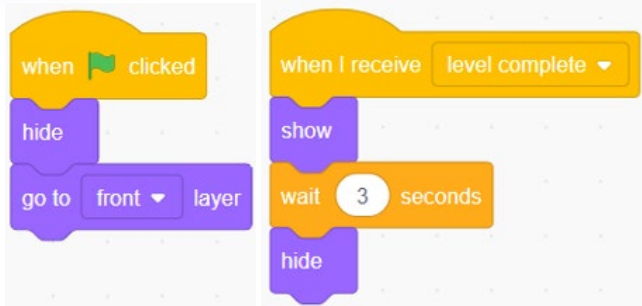 when clicked
hide
go to front layer
when I receive level complete
show
wait 3 seconds
hide